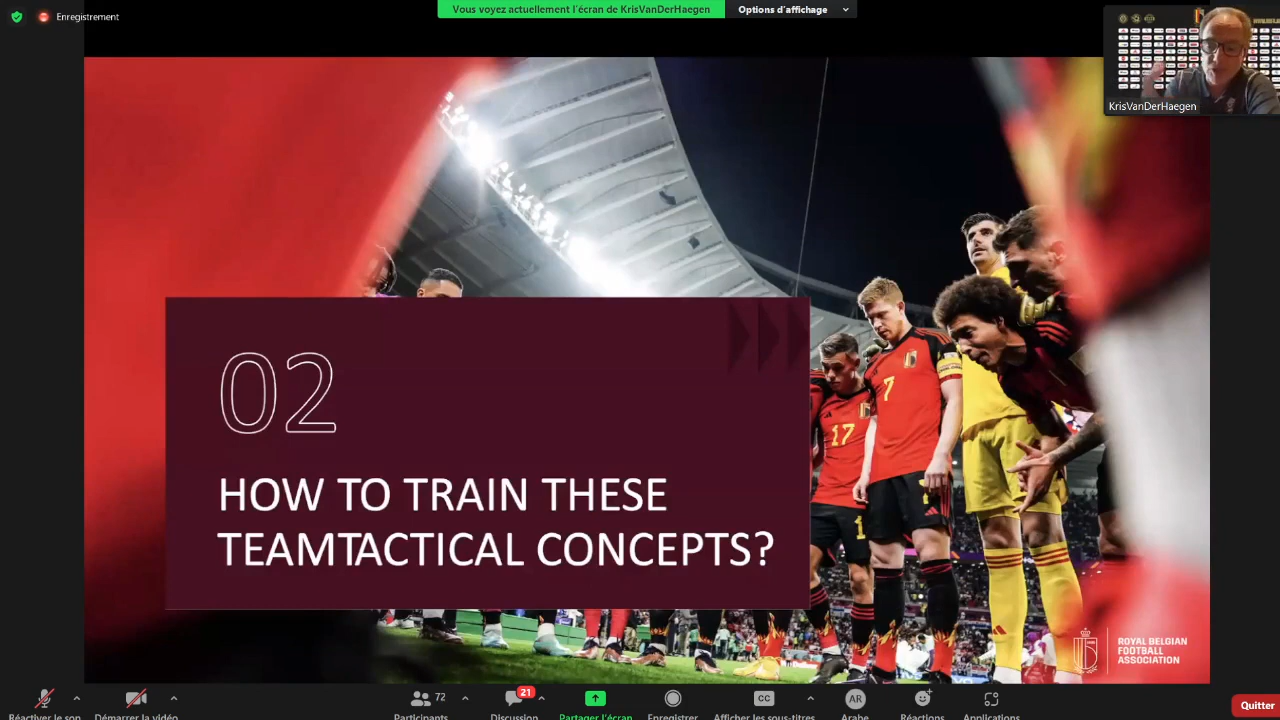 Enregistrement
Vous voyez actuellement l'écran de KrisVanDerHaegen
Options d'affichage
KrisVanDerHaegen
02
HOW TO TRAIN THESE
TEAMTACTICAL CONCEPTS?
17
7
1
ROYAL BELGIAN
FOOTBALL
ASSOCIATION
72
21
CC
AR
Réactiver le son
Démarrer la vidéo
Participants
Discussion
Partager l'écran
Enregistrer
Afficher les sous-titres
Arabe
Réactions
Applications
Quitter